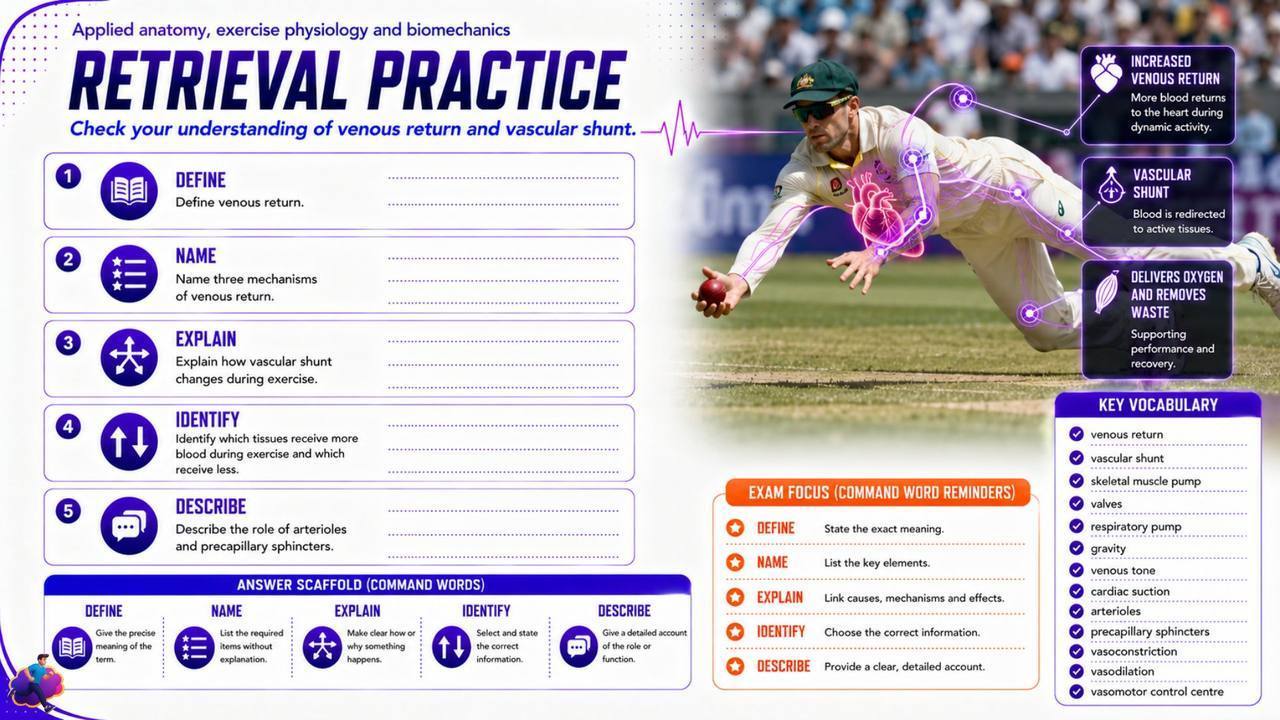 Applied anatomy, exercise physiology and biomechanics
RETRIEVAL PRACTICE
Check your understanding of venous return and vascular shunt.
1
DEFINE
Define venous return.
2
NAME
Name three mechanisms
of venous return.
3
EXPLAIN
Explain how vascular shunt
changes during exercise.
4
IDENTIFY
Identify which tissues receive more
blood during exercise and which
receive less.
5
DESCRIBE
Describe the role of arterioles
and precapillary sphincters.
ANSWER SCAFFOLD (COMMAND WORDS)
DEFINE
Give the precise
meaning of the
term.
NAME
List the required
items without
explanation.
EXPLAIN
Make clear how or
why something
happens.
IDENTIFY
Select and state
the correct
information.
DESCRIBE
Give a detailed account
of the role or
function.
INCREASED
VENOUS RETURN
More blood returns
to the heart during
dynamic activity.
VASCULAR
SHUNT
Blood is redirected
to active tissues.
DELIVERS OXYGEN
AND REMOVES
WASTE
Supporting
performance and
recovery.
EXAM FOCUS (COMMAND WORD REMINDERS)
DEFINE State the exact meaning.
NAME List the key elements.
EXPLAIN Link causes, mechanisms and effects.
IDENTIFY Choose the correct information.
DESCRIBE Provide a clear, detailed account.
KEY VOCABULARY
venous return
vascular shunt
skeletal muscle pump
valves
respiratory pump
gravity
venous tone
cardiac suction
arterioles
precapillary sphincters
vasoconstriction
vasodilation
vasomotor control centre